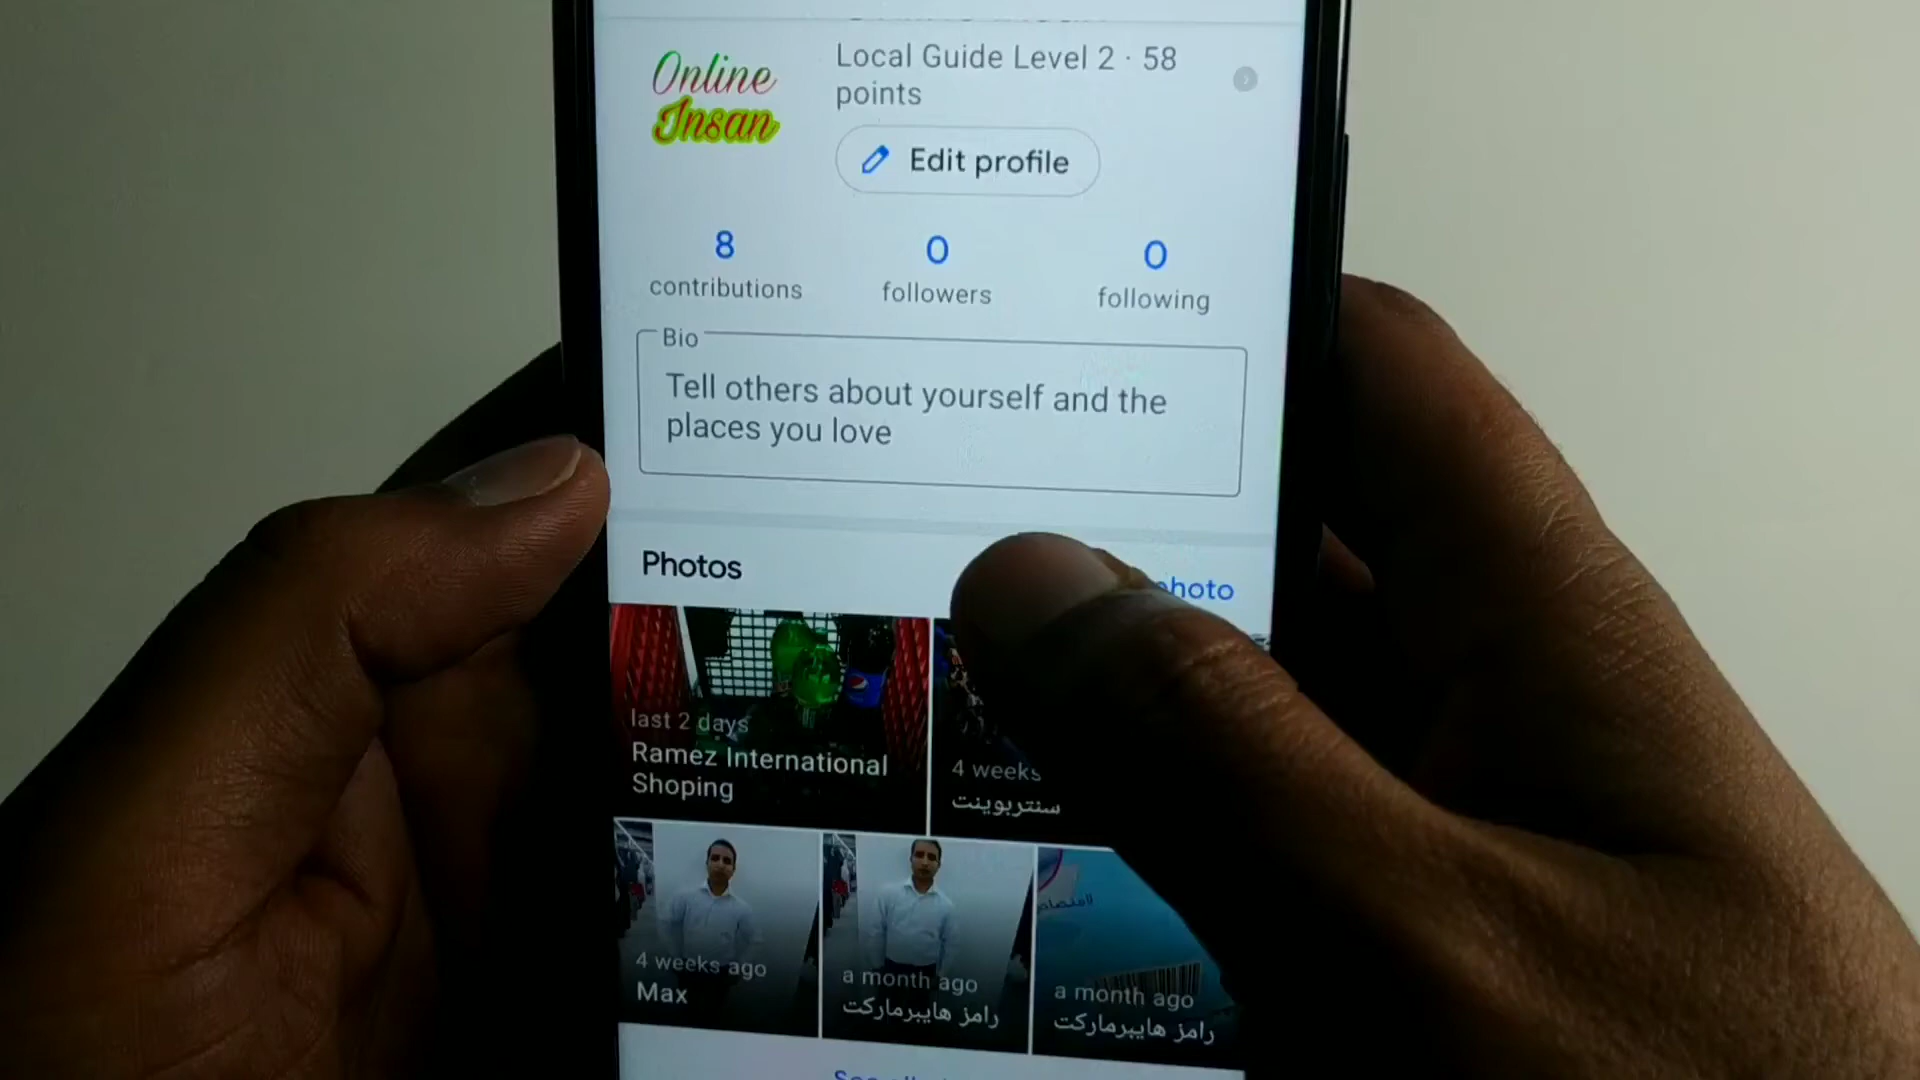 Online
Insan
Local Guide Level 2 · 58
points
Edit profile
8
contributions
0
followers
0
following
Bio
Tell others about yourself and the
places you love
Photos
last 2 days
Ramez International
Shoping
4 weeks
سنتربوينت
4 weeks ago
Max
a month ago
رامز هايبرماركت
a month ago
رامز هايبرماركت